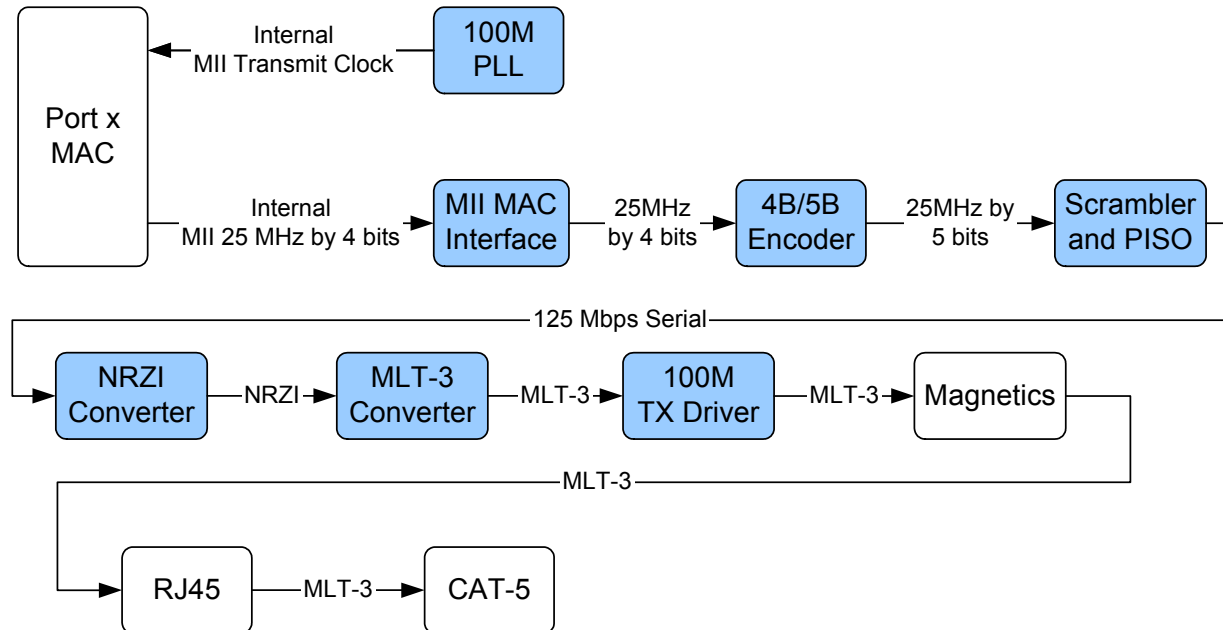 Internal
MII Transmit Clock
100M
PLL
Port x
MAC
Internal
MII 25 MHz by 4 bits
MII MAC
Interface
25MHz
by 4 bits
4B/5B
Encoder
25MHz by
5 bits
Scrambler
and PISO
125 Mbps Serial
NRZI
Converter
NRZI
MLT-3
Converter
MLT-3
100M
TX Driver
MLT-3
Magnetics
MLT-3
RJ45
MLT-3
CAT-5